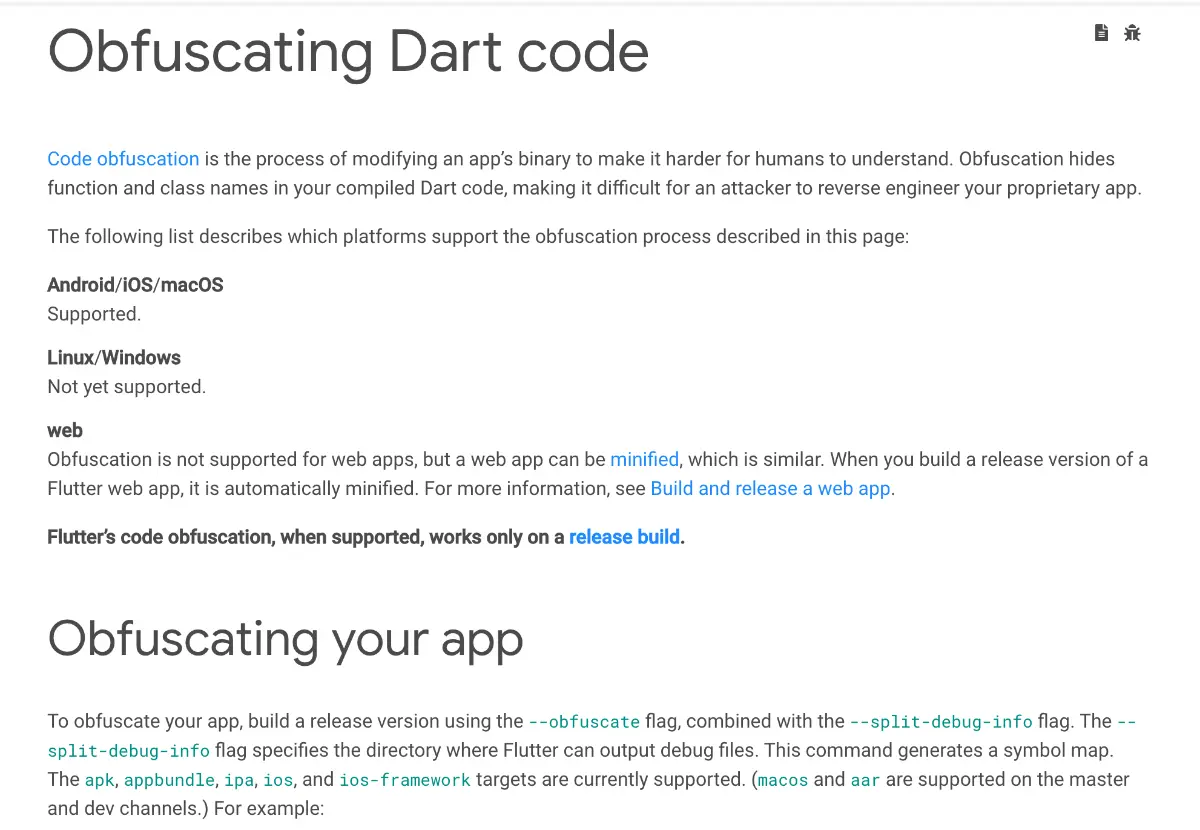 Obfuscating Dart code
Code obfuscation is the process of modifying an app’s binary to make it harder for humans to understand. Obfuscation hides
function and class names in your compiled Dart code, making it difficult for an attacker to reverse engineer your proprietary app.
The following list describes which platforms support the obfuscation process described in this page:
Android/iOS/macOS
Supported.
Linux/Windows
Not yet supported.
web
Obfuscation is not supported for web apps, but a web app can be minified, which is similar. When you build a release version of a
Flutter web app, it is automatically minified. For more information, see Build and release a web app.
Flutter’s code obfuscation, when supported, works only on a release build.
Obfuscating your app
To obfuscate your app, build a release version using the --obfuscate flag, combined with the --split-debug-info flag. The --
split-debug-info flag specifies the directory where Flutter can output debug files. This command generates a symbol map.
The apk, appbundle, ipa, ios, and ios-framework targets are currently supported. (macos and aar are supported on the master
and dev channels.) For example: